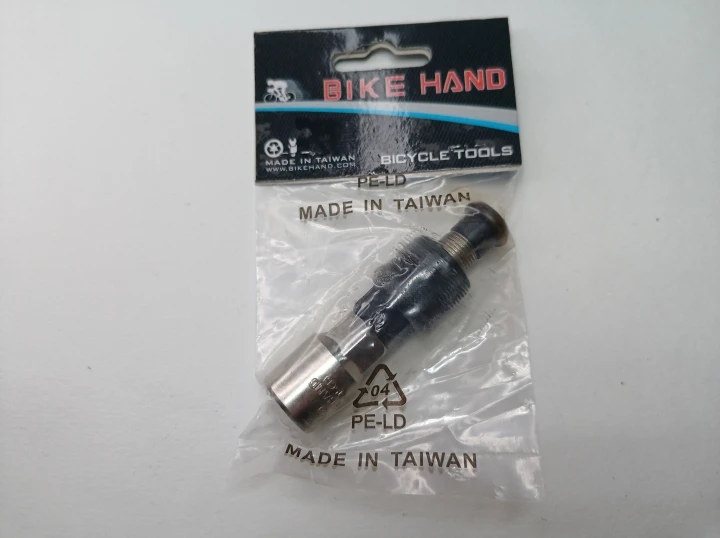 BIKE HAND
MADE IN TAIWAN
WWW.BIKEHAND.COM
BICYCLE TOOLS
PE-LD
MADE IN TAIWAN
04
PE-LD
MADE IN TAIWAN